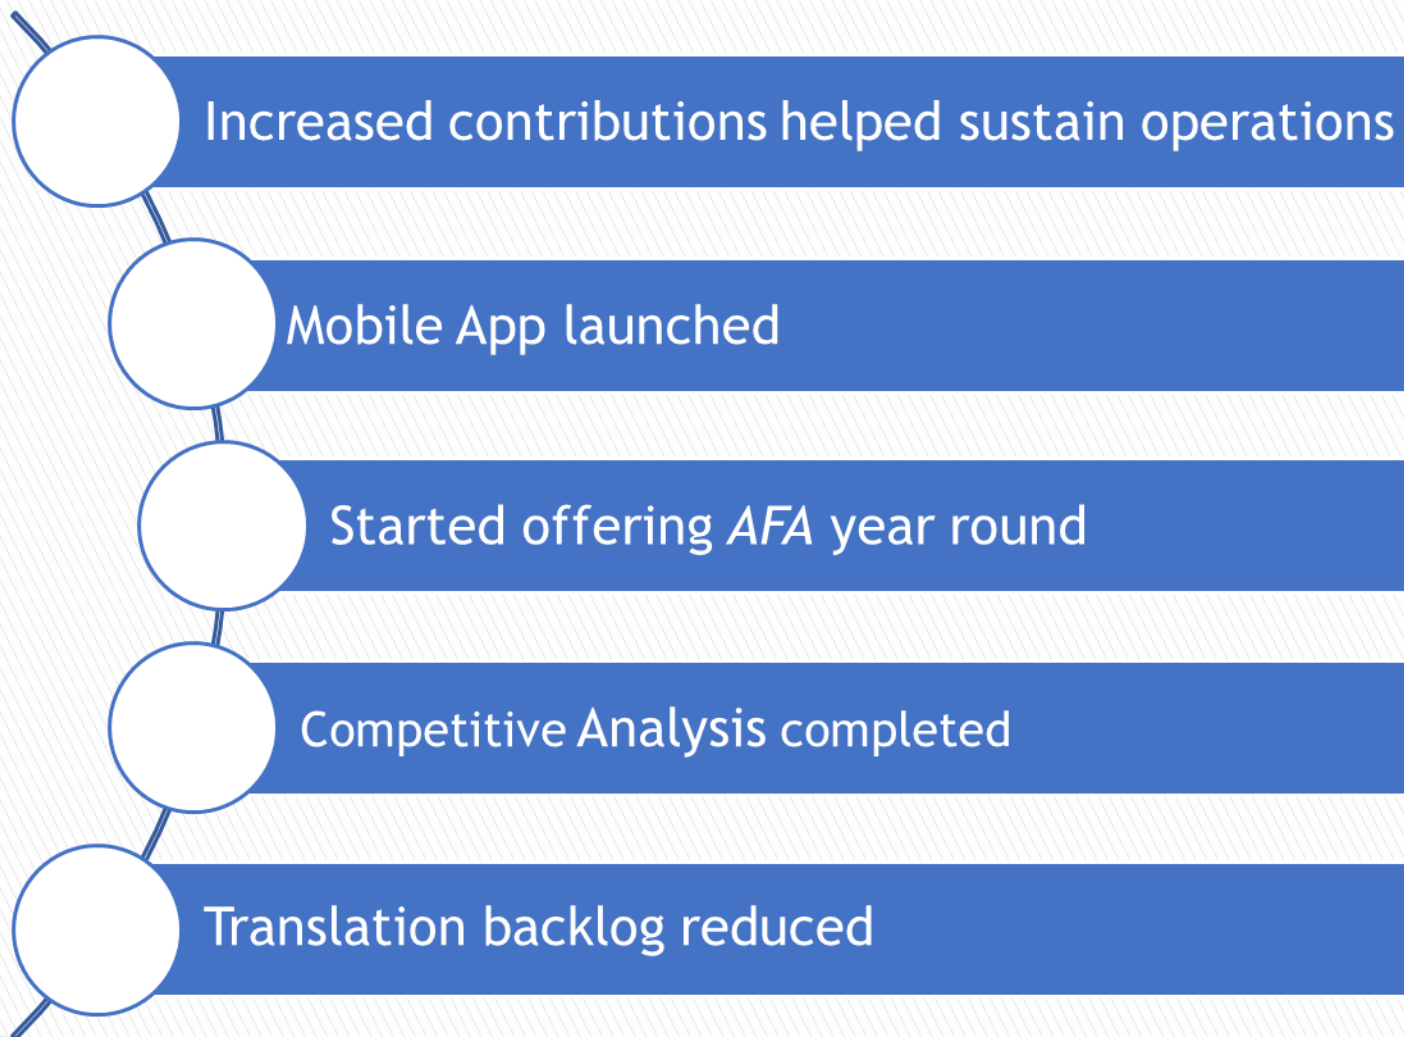 Increased contributions helped sustain operations
Mobile App launched
Started offering AFA year round
Competitive Analysis completed
Translation backlog reduced